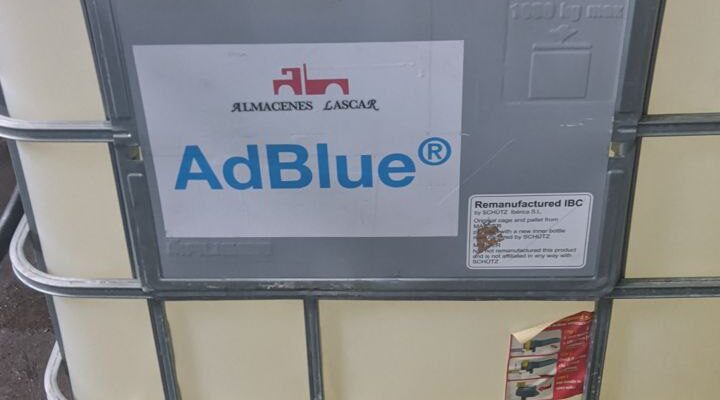 1000 kg max
ALMACENES LASCAR
AdBlue®
Remanufactured IBC
by SCHÜTZ Ibérica S.L.
Original cage and pallet from
with a new inner bottle
by SCHÜTZ
has not remanufactured this product
and is not affiliated in any way with
SCHÜTZ